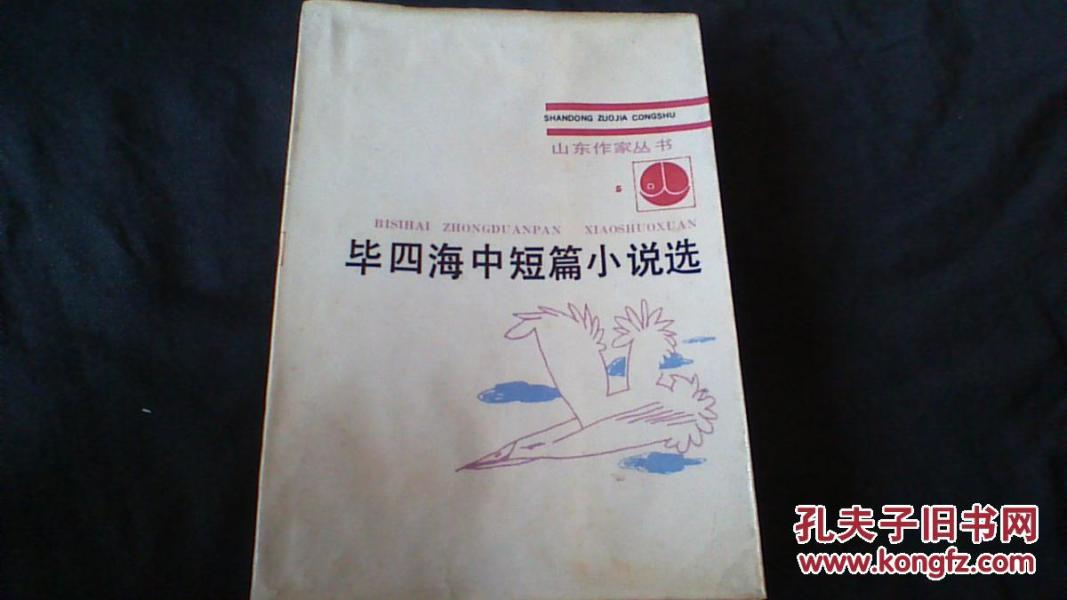 SHANDONG ZUOJIA CONGSHU
山东作家丛书
BISIHAI ZHONGDUANPAN XIAOSHUOXUAN
毕四海中短篇小说选
孔夫子旧书网
www.kongfz.com